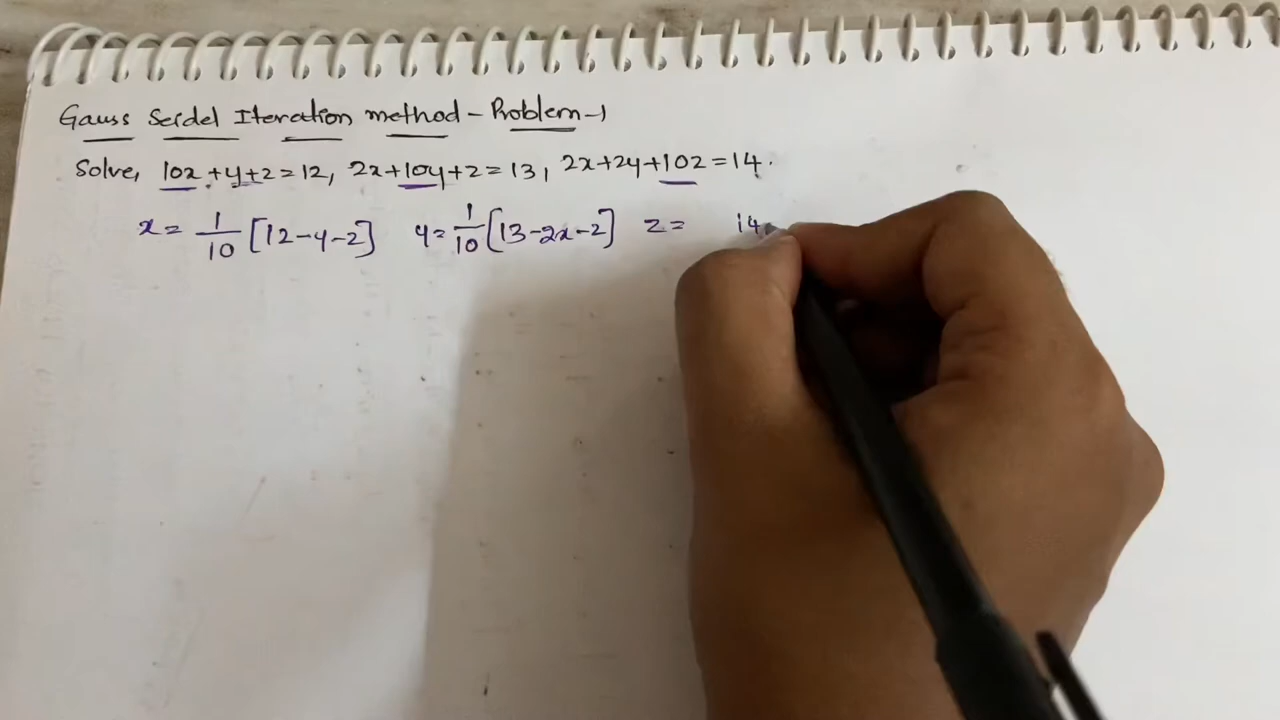 Gauss Seidel Iteration method - Problem-1
Solve, 10x+y+z=12, 2x+10y+z=13, 2x+2y+10z=14.
x= 1/10 [12-y-z] y= 1/10 [13-2x-z] z= 14